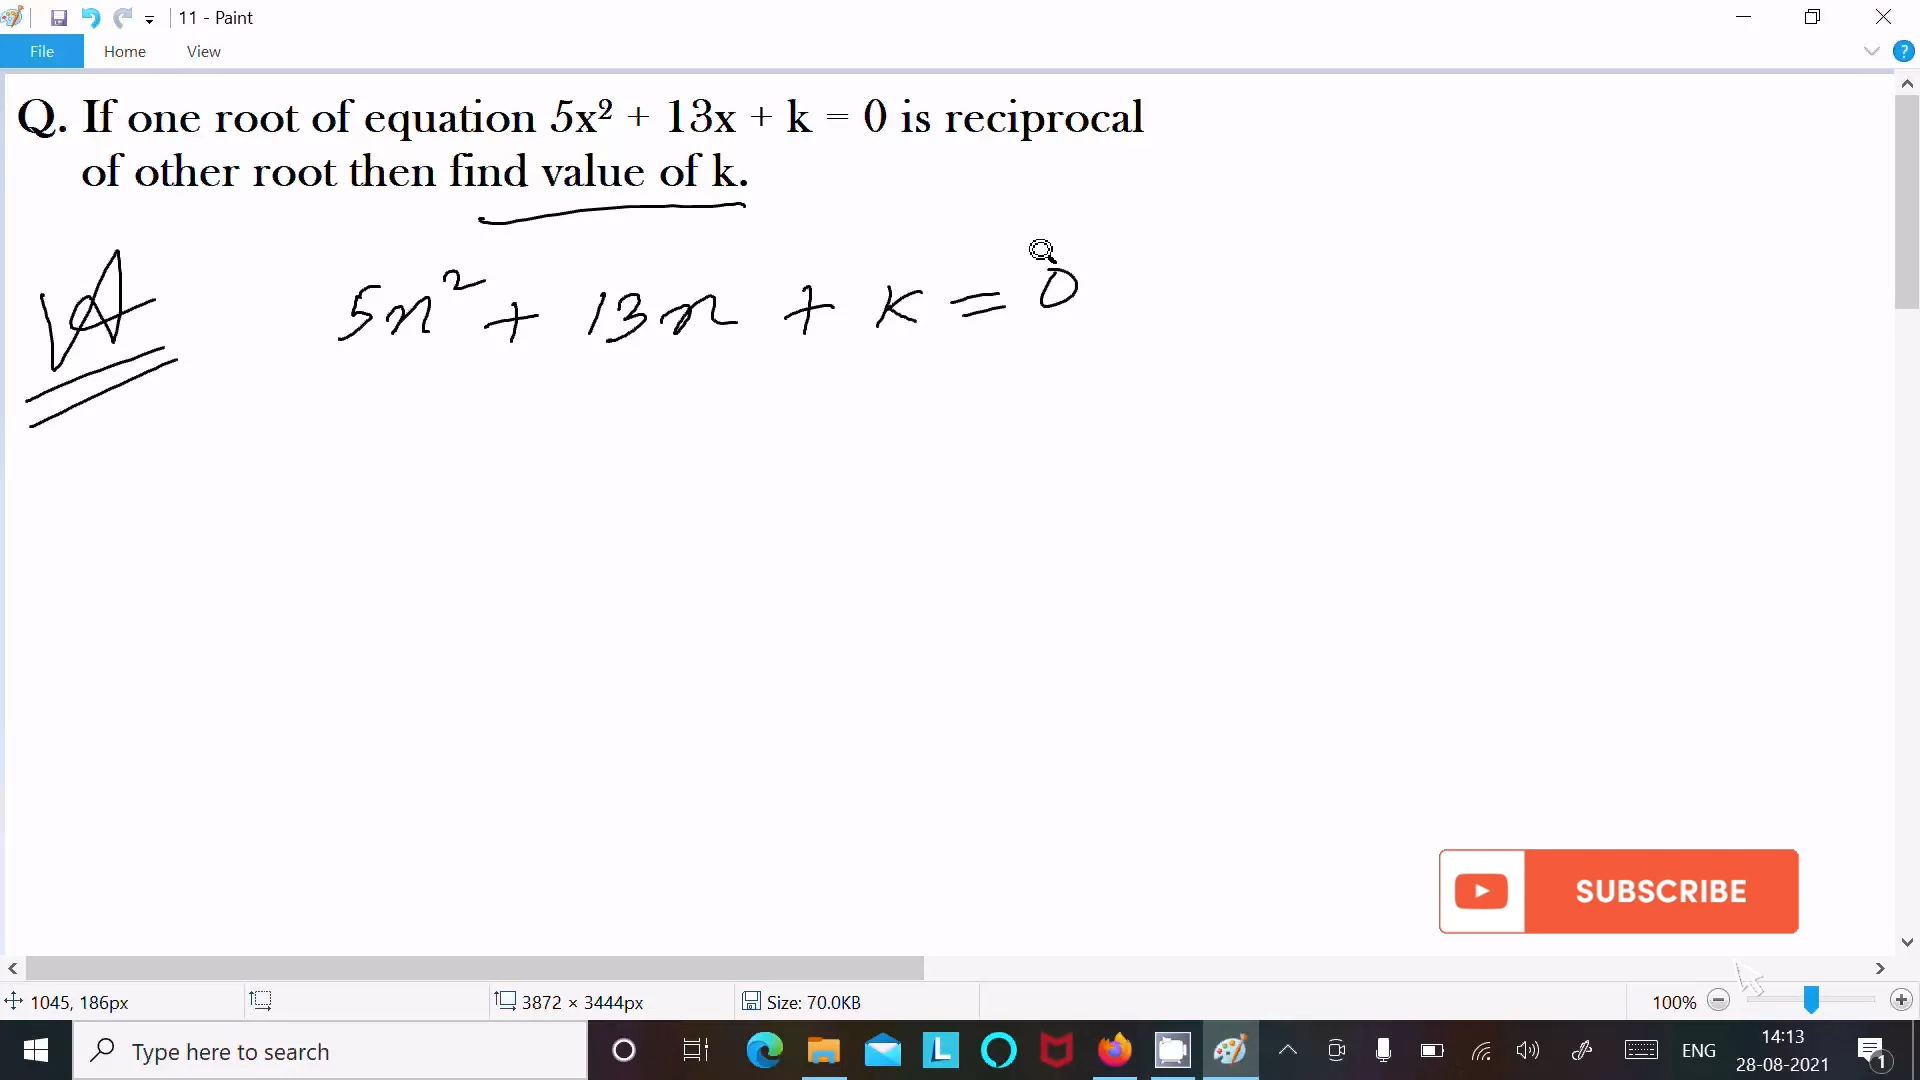 11 - Paint
File Home View
Q. If one root of equation 5x² + 13x + k = 0 is reciprocal
of other root then find value of k.
5x² + 13x + k = 0
SUBSCRIBE
1045, 186px 3872 × 3444px Size: 70.0KB 100%
Type here to search ENG 14:13
28-08-2021 1